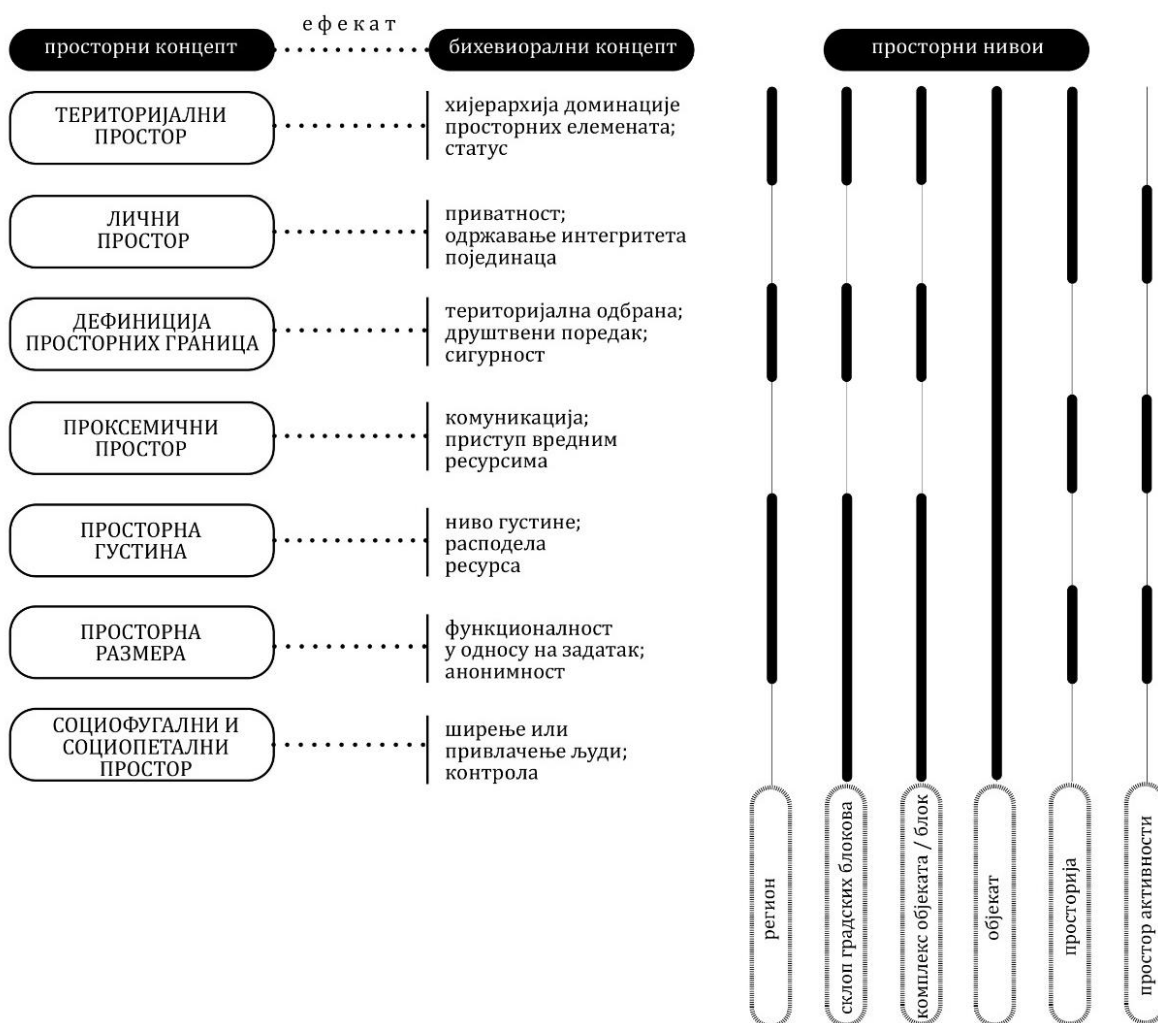 ефекат
просторни концепт
бихевиорални концепт
просторни нивои
ТЕРИТОРИЈАЛНИ
ПРОСТОР
хијерархија доминације
просторних елемената;
статус
ЛИЧНИ
ПРОСТОР
приватност;
одржавање интегритета
појединаца
ДЕФИНИЦИЈА
ПРОСТОРНИХ ГРАНИЦА
територијална одбрана;
друштвени поредак;
сигурност
ПРОКСЕМИЧНИ
ПРОСТОР
комуникација;
приступ вредним
ресурсима
ПРОСТОРНА
ГУСТИНА
ниво густине;
расподела
ресурса
ПРОСТОРНА
РАЗМЕРА
функционалност
у односу на задатак;
анонимност
СОЦИОФУГАЛНИ И
СОЦИОПЕТАЛНИ
ПРОСТОР
ширење или
привлачење људи;
контрола
регион
склоп градских блокова
комплекс објеката / блок
објекат
просторија
простор активности